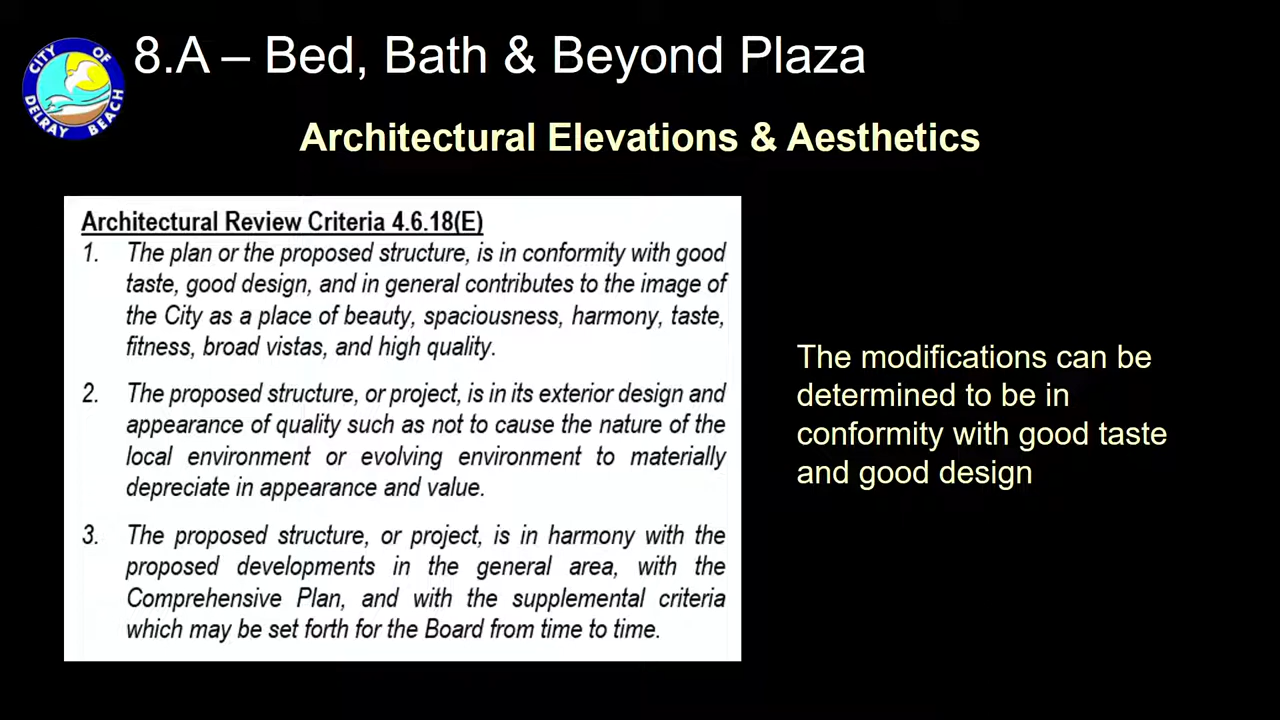 CITY OF
DELRAY BEACH
8.A – Bed, Bath & Beyond Plaza
Architectural Elevations & Aesthetics
Architectural Review Criteria 4.6.18(E)
1. The plan or the proposed structure, is in conformity with good
taste, good design, and in general contributes to the image of
the City as a place of beauty, spaciousness, harmony, taste,
fitness, broad vistas, and high quality.
2. The proposed structure, or project, is in its exterior design and
appearance of quality such as not to cause the nature of the
local environment or evolving environment to materially
depreciate in appearance and value.
3. The proposed structure, or project, is in harmony with the
proposed developments in the general area, with the
Comprehensive Plan, and with the supplemental criteria
which may be set forth for the Board from time to time.
The modifications can be
determined to be in
conformity with good taste
and good design